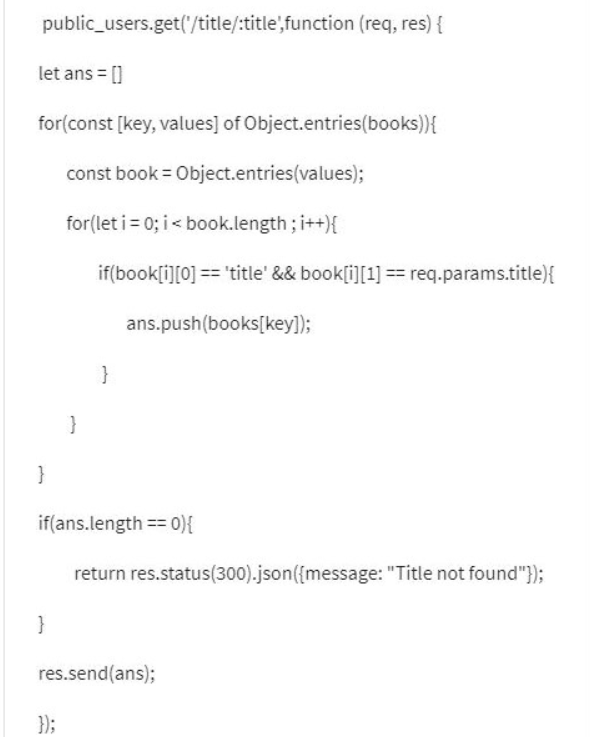 public_users.get('/title/:title',function (req, res) {
let ans = []
for(const [key, values] of Object.entries(books)){
const book = Object.entries(values);
for(let i = 0; i < book.length ; i++){
if(book[i][0] == 'title' && book[i][1] == req.params.title){
ans.push(books[key]);
}
}
}
if(ans.length == 0){
return res.status(300).json({message: "Title not found"});
}
res.send(ans);
});